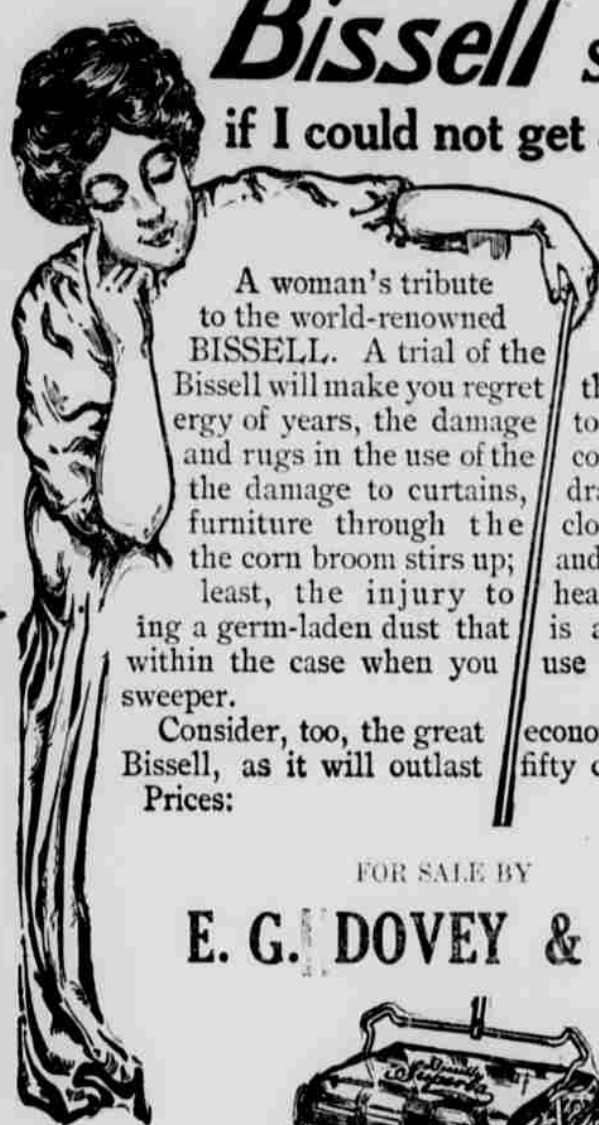 Bissell
if I could not get
A woman's tribute
to the world-renowned
BISSELL. A trial of the
Bissell will make you regret th
ergy of years, the damage to
and rugs in the use of the co
the damage to curtains, dra
furniture through the clo
the corn broom stirs up; and
least, the injury to hea
ing a germ-laden dust that is a
within the case when you use
sweeper.
Consider, too, the great econo
Bissell, as it will outlast fifty c
Prices:
FOR SALE BY
E. G. DOVEY &
Superba